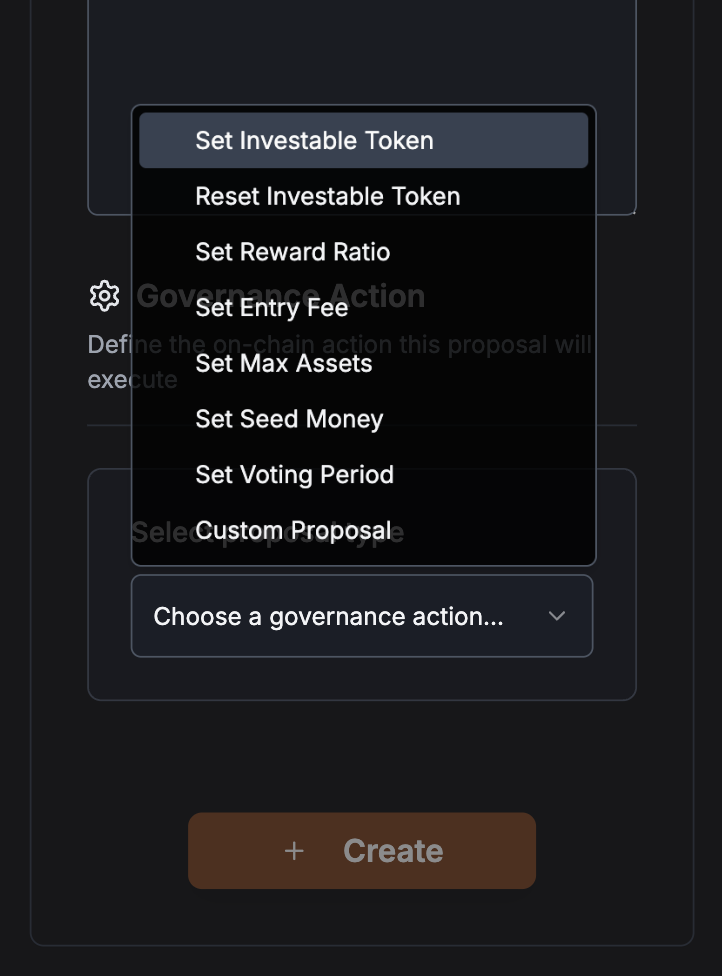 Set Investable Token
Reset Investable Token
Set Reward Ratio
Governance Action
Set Entry Fee
Define the on-chain action this proposal will
execute
Set Max Assets
Set Seed Money
Set Voting Period
Select proposal type
Custom Proposal
Choose a governance action...
+ Create